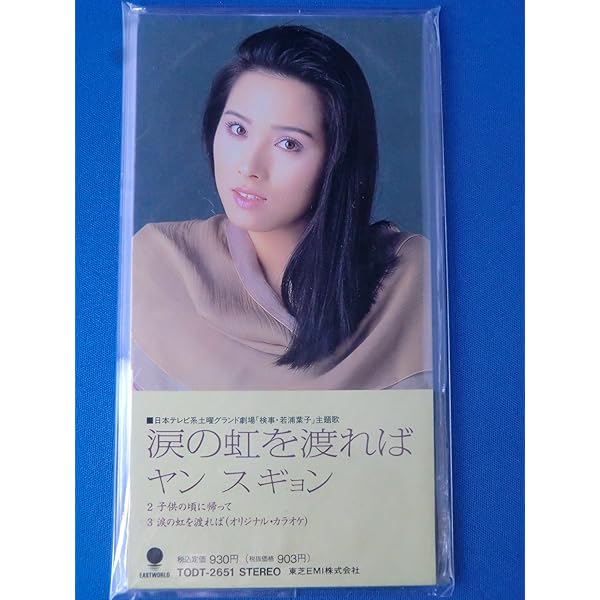 ■日本テレビ系土曜グランド劇場「検事・若浦葉子」主題歌
涙の虹を渡れば
ヤン スギョン
2 子供の頃に帰って
3 涙の虹を渡れば(オリジナル・カラオケ)
EASTWORLD
税込定価 930円 (税抜価格 903円)
TODT-2651 STEREO 東芝EMI株式会社